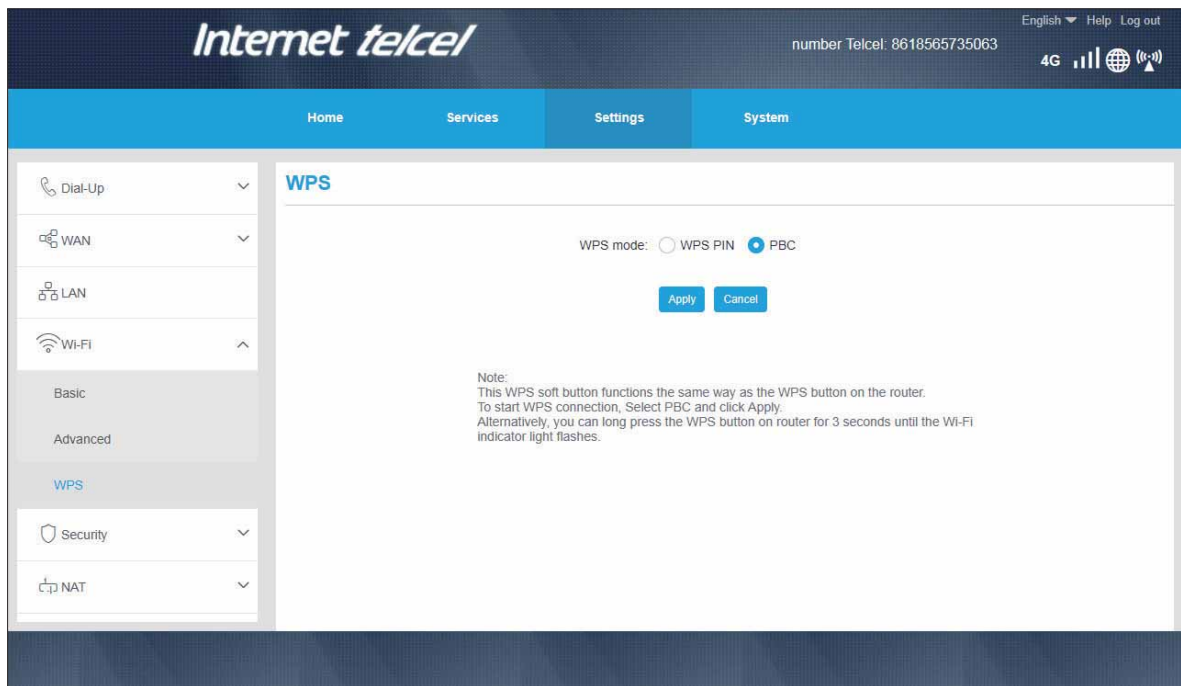 English Help Log out
Internet telcel
number Telcel: 8618565735063
4G
Home Services Settings System
Dial-Up
WAN
LAN
Wi-Fi
Basic
Advanced
WPS
Security
NAT
WPS
WPS mode: WPS PIN PBC
Apply Cancel
Note:
This WPS soft button functions the same way as the WPS button on the router.
To start WPS connection, Select PBC and click Apply.
Alternatively, you can long press the WPS button on router for 3 seconds until the Wi-Fi
indicator light flashes.